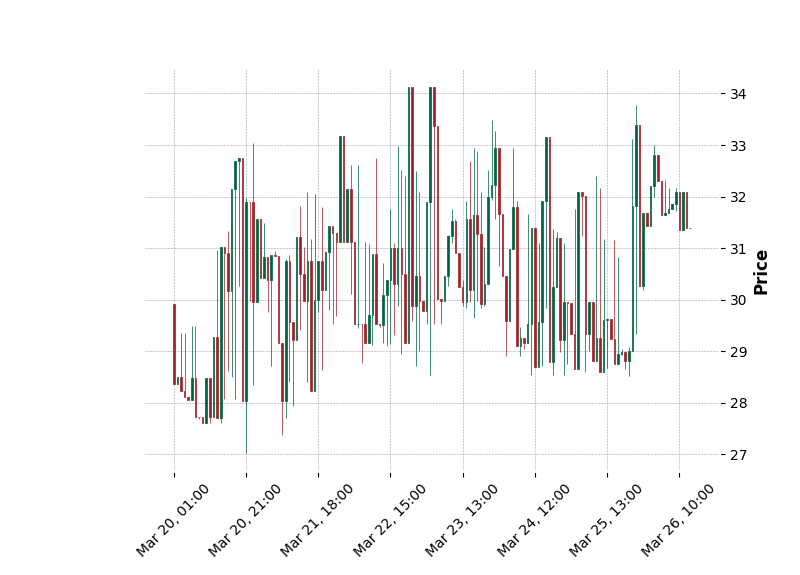 34
33
32
31
30
29
28
27
Price
Mar 20, 01:00
Mar 20, 21:00
Mar 21, 18:00
Mar 22, 15:00
Mar 23, 13:00
Mar 24, 12:00
Mar 25, 13:00
Mar 26, 10:00